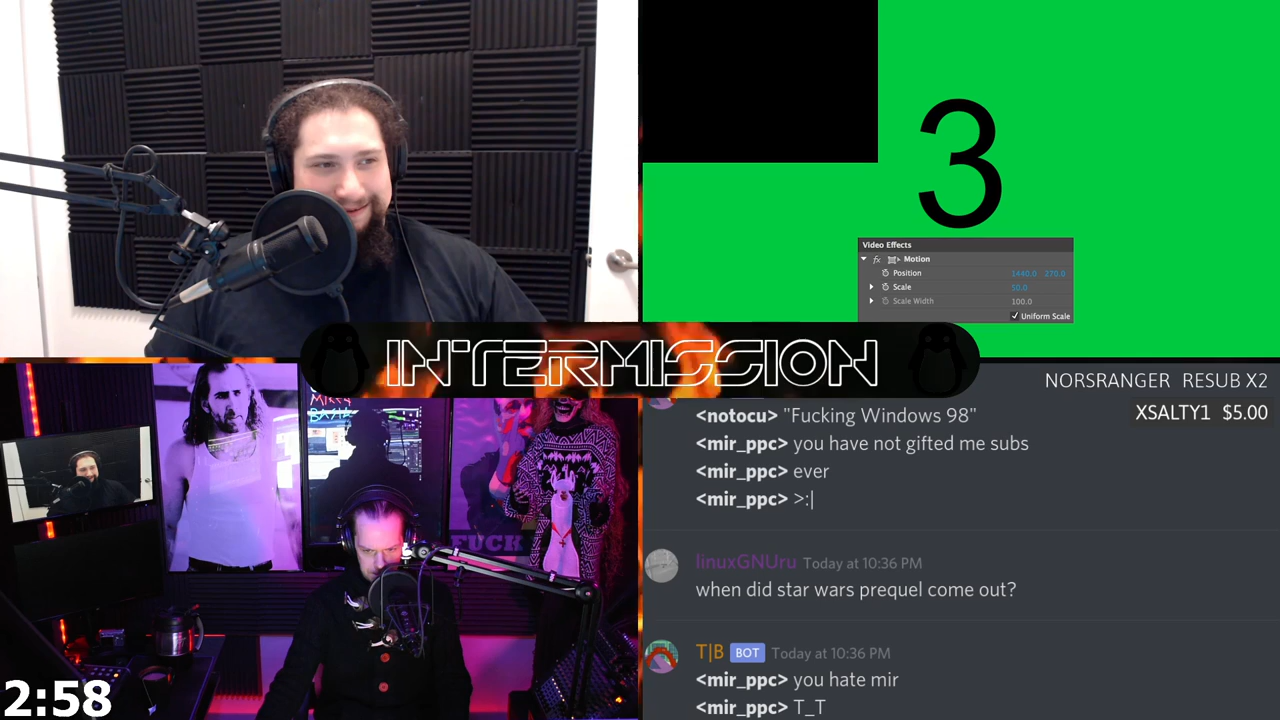 3
Video Effects
fx Motion
Position 1440.0 270.0
Scale 50.0
Scale Width 100.0
Uniform Scale
INTERMISSION
NORSRANGER RESUB X2
XSALTY1 $5.00
<notocu> "Fucking Windows 98"
<mir_ppc> you have not gifted me subs
<mir_ppc> ever
<mir_ppc> >:|
linuxGNUru Today at 10:36 PM
when did star wars prequel come out?
T|B BOT Today at 10:36 PM
<mir_ppc> you hate mir
<mir_ppc> T_T
FUCK
2:58